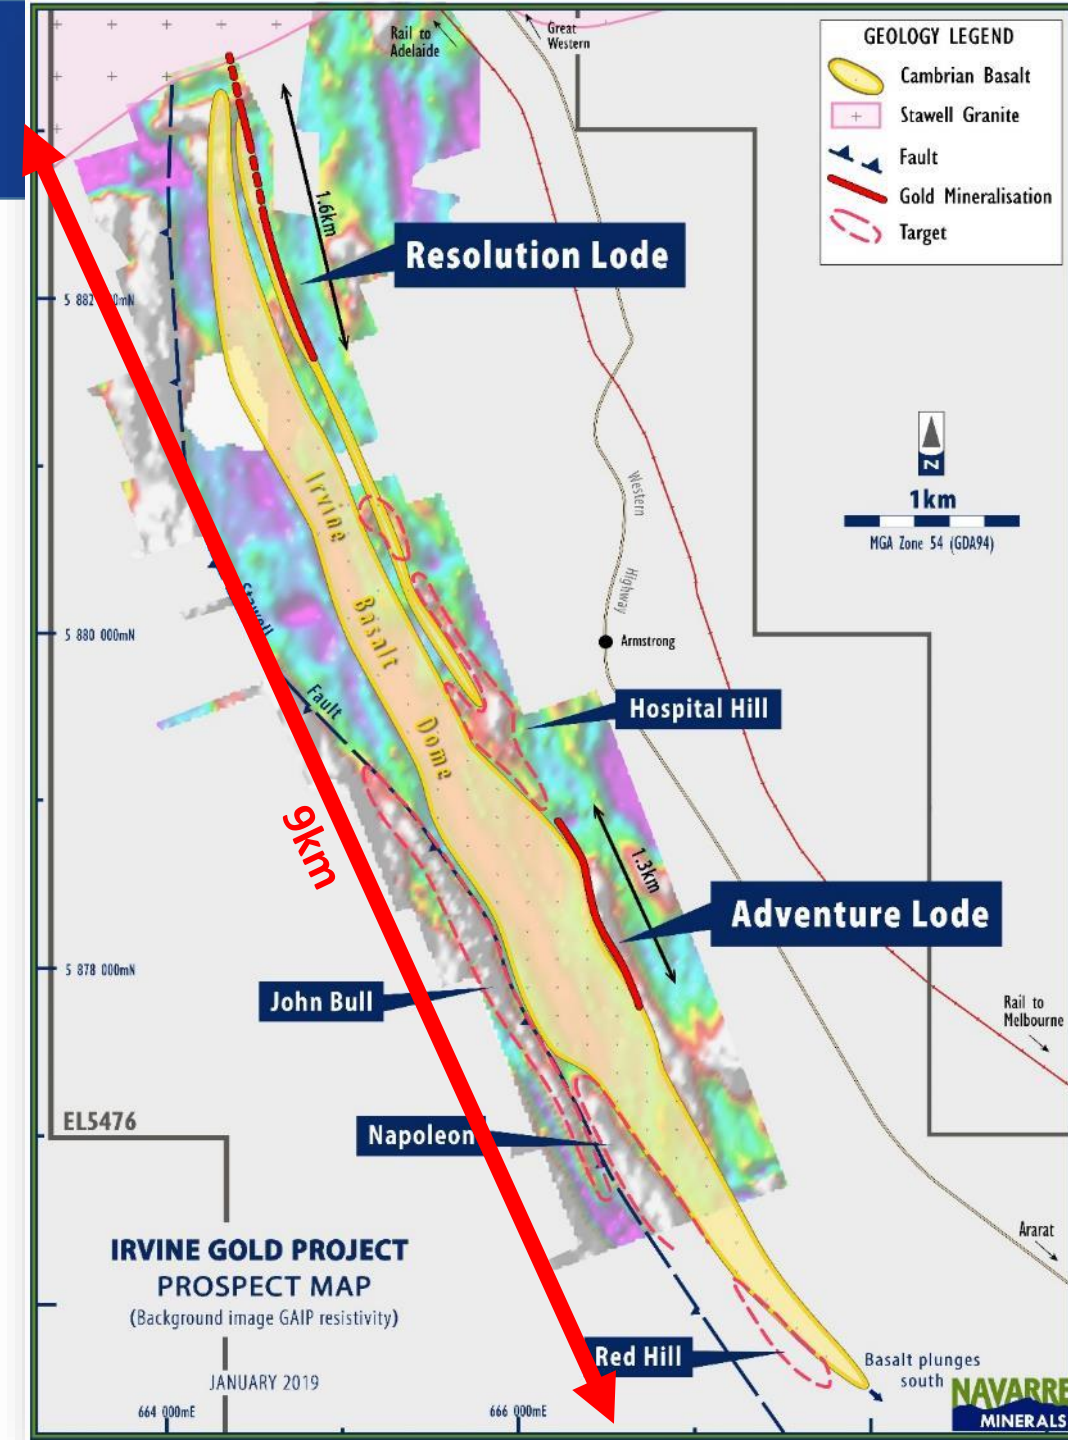 Rail to
Adelaide
Great
Western
GEOLOGY LEGEND
Cambrian Basalt
Stawell Granite
Fault
Gold Mineralisation
Target
1.6km
Resolution Lode
N
1km
MGA Zone 54 (GDA94)
Western
Highway
Irvine
Basalt
Dome
5 880 000mN
Stawell
Fault
Armstrong
Hospital Hill
9km
1.3km
Adventure Lode
5 878 000mN
John Bull
Rail to
Melbourne
EL5476
Napoleon
Ararat
IRVINE GOLD PROJECT
PROSPECT MAP
(Background image GAIP resistivity)
Red Hill
Basalt plunges
south
JANUARY 2019
NAVARRE
MINERALS
664 000mE
666 000mE